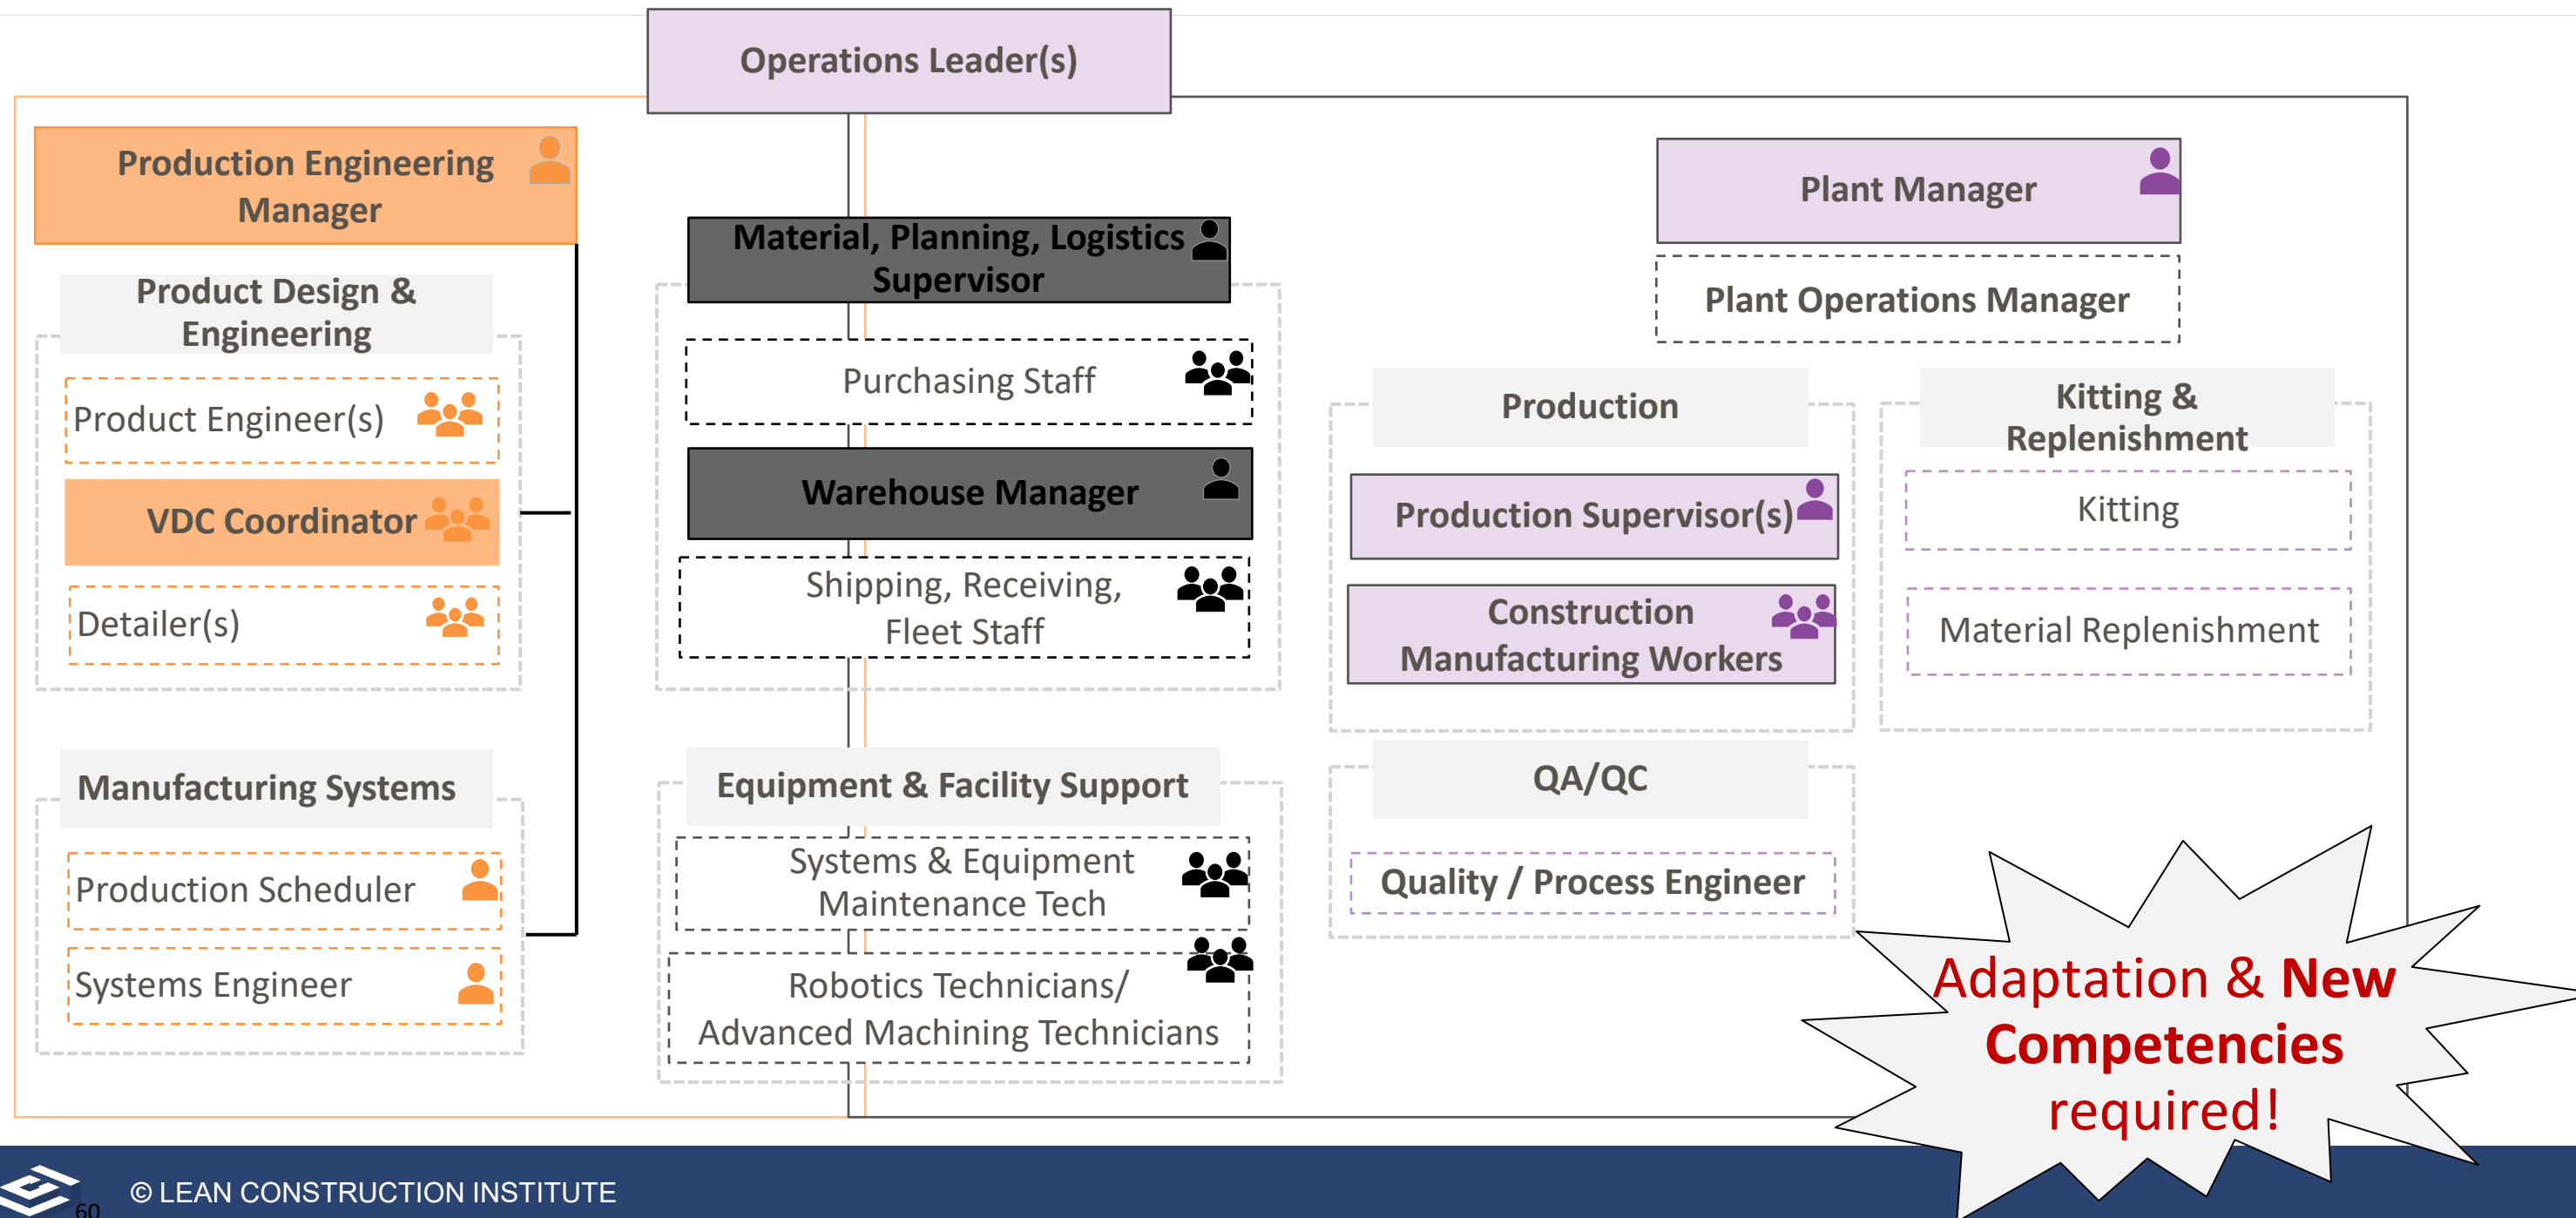 Operations Leader(s)
Production Engineering
Manager
Product Design &
Engineering
Product Engineer(s)
VDC Coordinator
Detailer(s)
Manufacturing Systems
Production Scheduler
Systems Engineer
Material, Planning, Logistics
Supervisor
Purchasing Staff
Warehouse Manager
Shipping, Receiving,
Fleet Staff
Equipment & Facility Support
Systems & Equipment
Maintenance Tech
Robotics Technicians/
Advanced Machining Technicians
Plant Manager
Plant Operations Manager
Production
Production Supervisor(s)
Construction
Manufacturing Workers
QA/QC
Quality / Process Engineer
Kitting &
Replenishment
Kitting
Material Replenishment
Adaptation & New
Competencies
required!
60
© LEAN CONSTRUCTION INSTITUTE